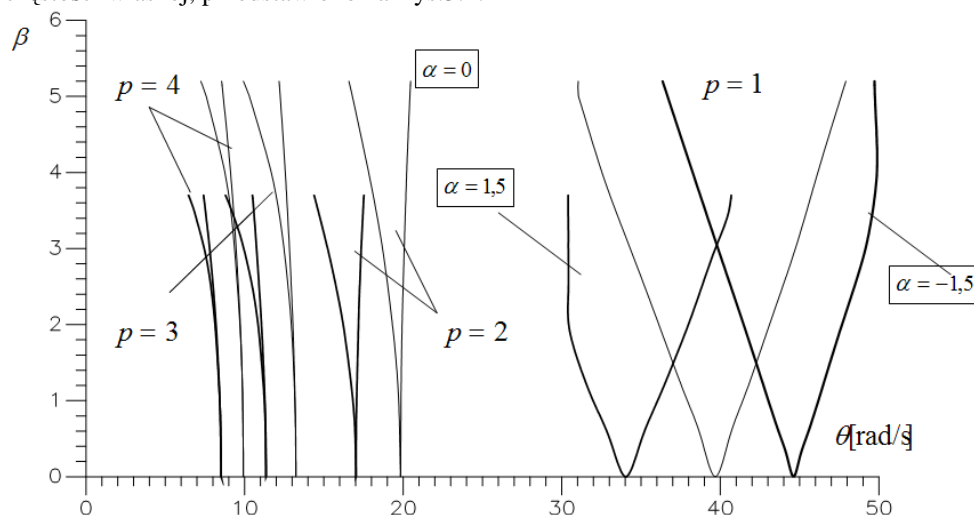 β
6
5
4
3
2
1
0
0
10
20
30
40
50
p = 4
α = 0
p = 1
α = 1,5
α = −1,5
p = 3
p = 2
θ[rad/s]